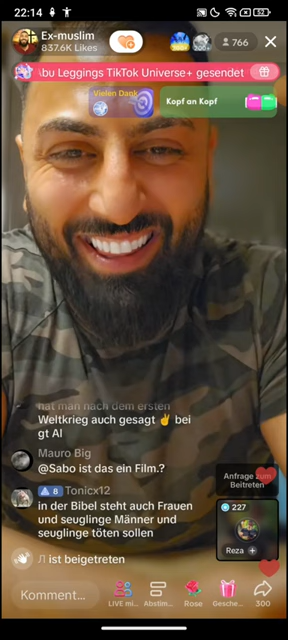 22:14
52
Ex-muslim
837.6K Likes
766
\bu Leggings TikTok Universe+ gesendet
Vielen Dank
Kopf an Kopf
hat man nach dem ersten
Weltkrieg auch gesagt ✌ bei
gt Al
Mauro Big
@Sabo ist das ein Film.?
8 Tonicx12
in der Bibel steht auch Frauen
und seuglinge Männer und
seuglinge töten sollen
Л ist beigetreten
Anfrage zum
Beitreten
227
Reza +
Komment...
LIVE mi...
Abstim...
Rose
Gesche...
300